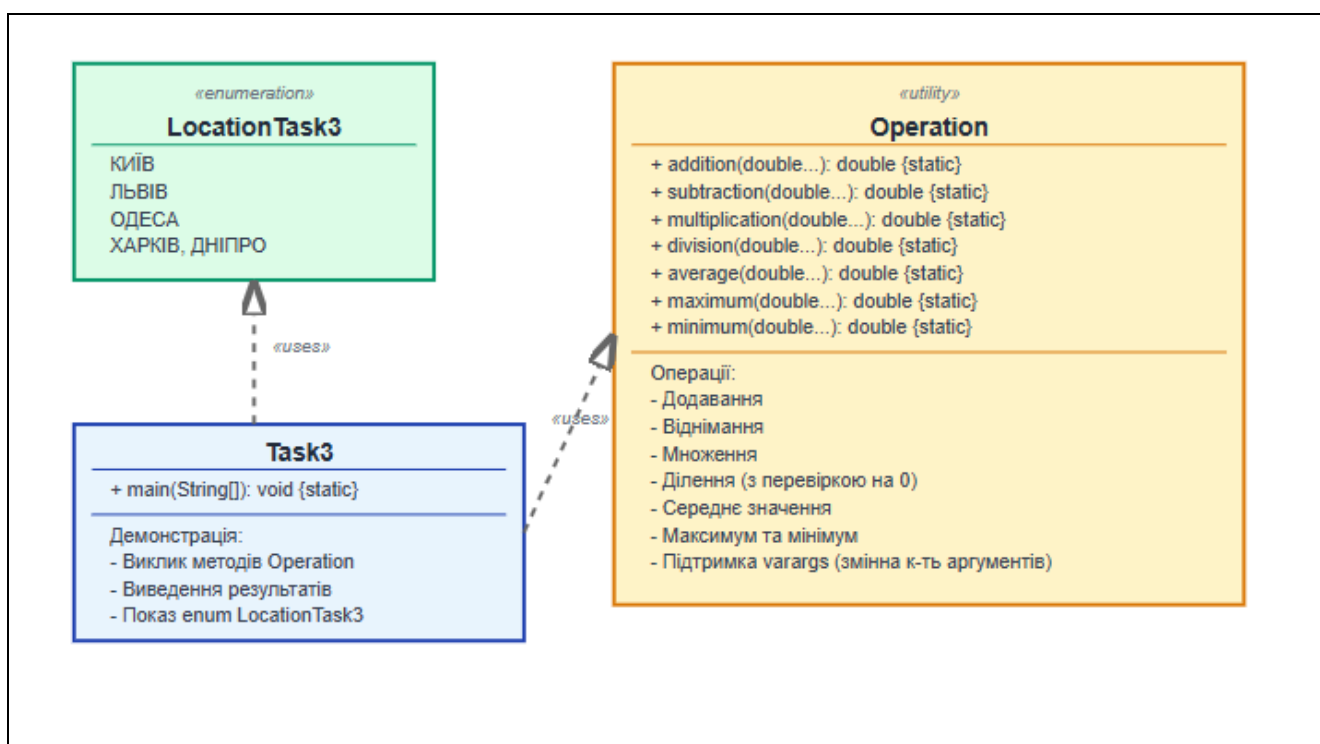 «enumeration»
LocationTask3
КИЇВ
ЛЬВІВ
ОДЕСА
ХАРКІВ, ДНІПРО
«uses»
Task3
+ main(String[]): void {static}
Демонстрація:
- Виклик методів Operation
- Виведення результатів
- Показ enum LocationTask3
«uses»
«utility»
Operation
+ addition(double...): double {static}
+ subtraction(double...): double {static}
+ multiplication(double...): double {static}
+ division(double...): double {static}
+ average(double...): double {static}
+ maximum(double...): double {static}
+ minimum(double...): double {static}
Операції:
- Додавання
- Віднімання
- Множення
- Ділення (з перевіркою на 0)
- Середнє значення
- Максимум та мінімум
- Підтримка varargs (змінна к-ть аргументів)